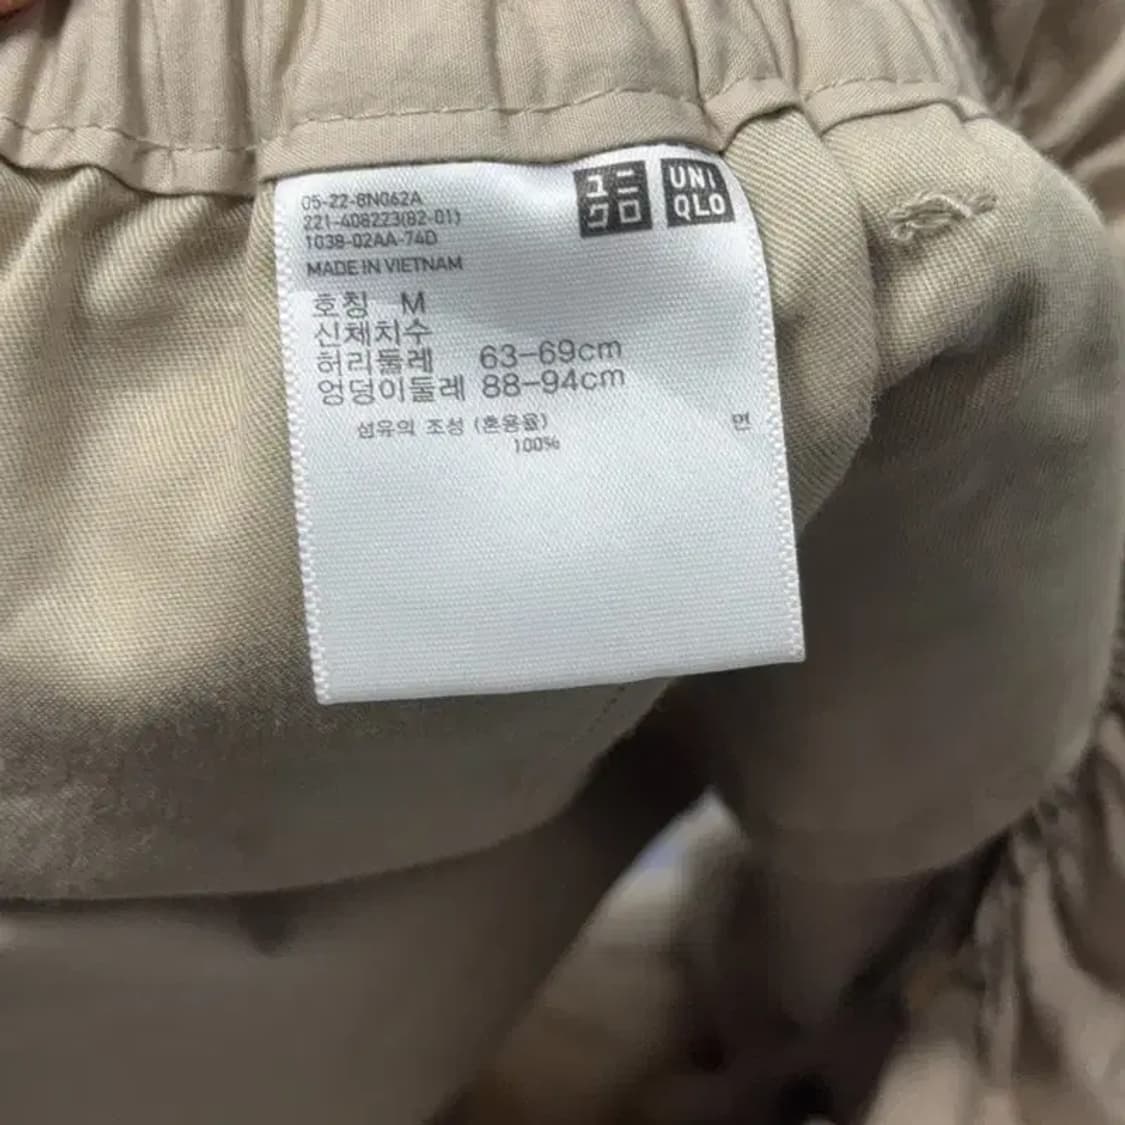 ユニ
クロ
UNI
QLO
05-22-8N062A
221-408223(82-01)
1038-02AA-74D
MADE IN VIETNAM
호칭 M
신체치수
허리둘레 63-69cm
엉덩이둘레 88-94cm
섬유의 조성 (혼용율) 면
100%